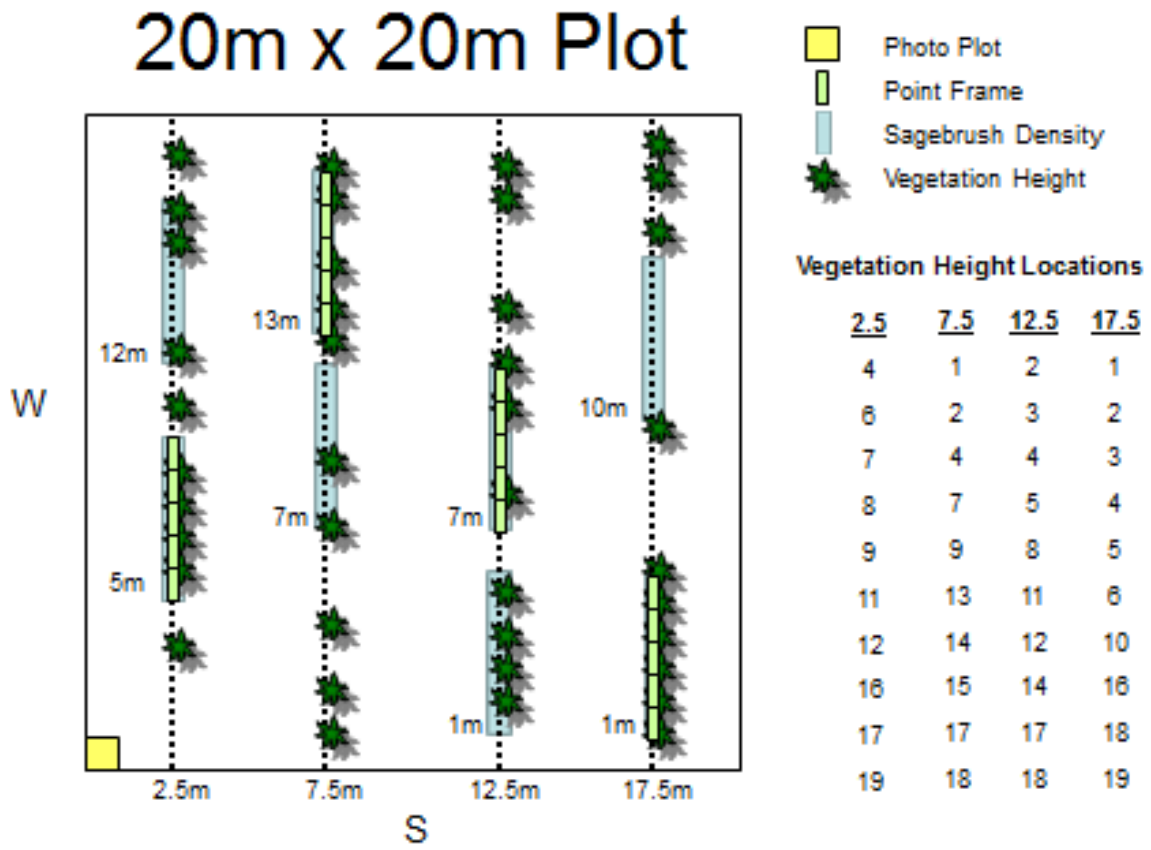 20m x 20m Plot
Photo Plot
Point Frame
Sagebrush Density
Vegetation Height
13m
12m
W
10m
7m
7m
5m
1m
1m
2.5m 7.5m 12.5m 17.5m
S
Vegetation Height Locations
2.5 7.5 12.5 17.5
4 1 2 1
6 2 3 2
7 4 4 3
8 7 5 4
9 9 8 5
11 13 11 6
12 14 12 10
16 15 14 16
17 17 17 18
19 18 18 19